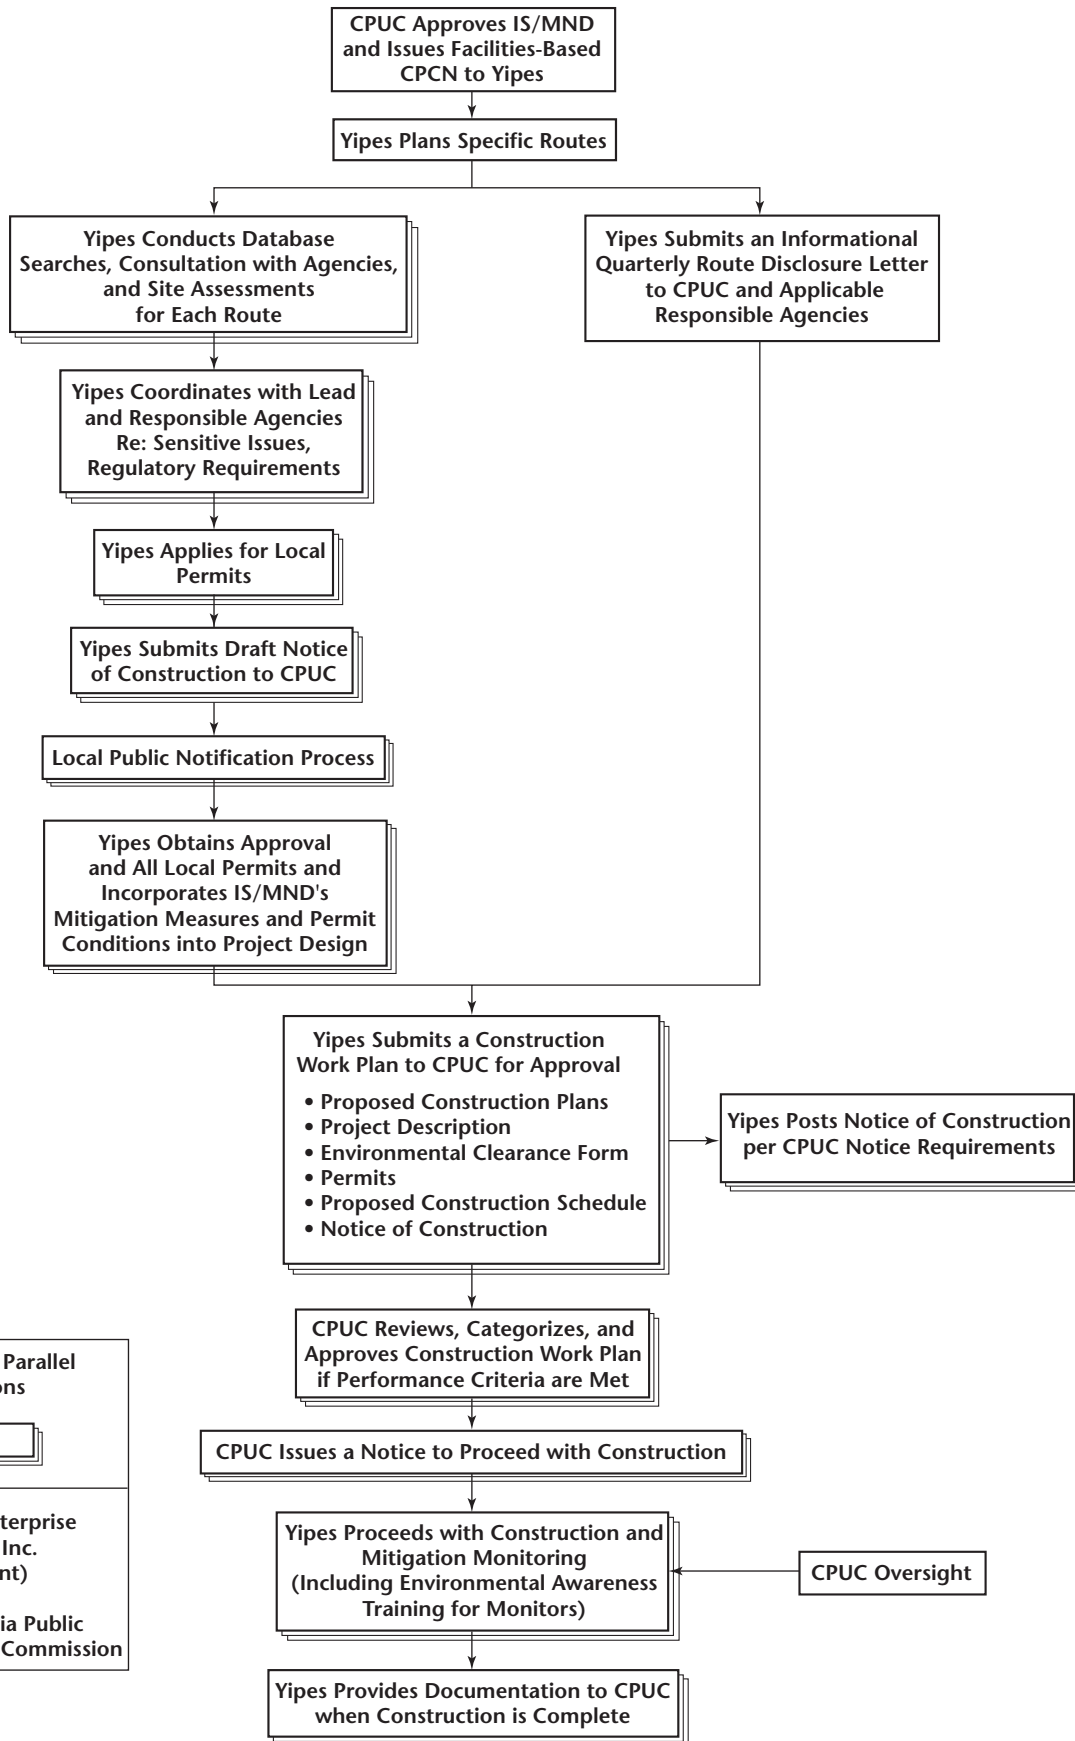 CPUC Approves IS/MND
and Issues Facilities-Based
CPCN to Yipes
Yipes Plans Specific Routes
Yipes Conducts Database
Searches, Consultation with Agencies,
and Site Assessments
for Each Route
Yipes Submits an Informational
Quarterly Route Disclosure Letter
to CPUC and Applicable
Responsible Agencies
Yipes Coordinates with Lead
and Responsible Agencies
Re: Sensitive Issues,
Regulatory Requirements
Yipes Applies for Local
Permits
Yipes Submits Draft Notice
of Construction to CPUC
Local Public Notification Process
Yipes Obtains Approval
and All Local Permits and
Incorporates IS/MND's
Mitigation Measures and Permit
Conditions into Project Design
Yipes Submits a Construction
Work Plan to CPUC for Approval
• Proposed Construction Plans
• Project Description
• Environmental Clearance Form
• Permits
• Proposed Construction Schedule
• Notice of Construction
Yipes Posts Notice of Construction
per CPUC Notice Requirements
CPUC Reviews, Categorizes, and
Approves Construction Work Plan
if Performance Criteria are Met
CPUC Issues a Notice to Proceed with Construction
Yipes Proceeds with Construction and
Mitigation Monitoring
(Including Environmental Awareness
Training for Monitors)
CPUC Oversight
Yipes Provides Documentation to CPUC
when Construction is Complete
Parallel
Inc.
Public
Commission